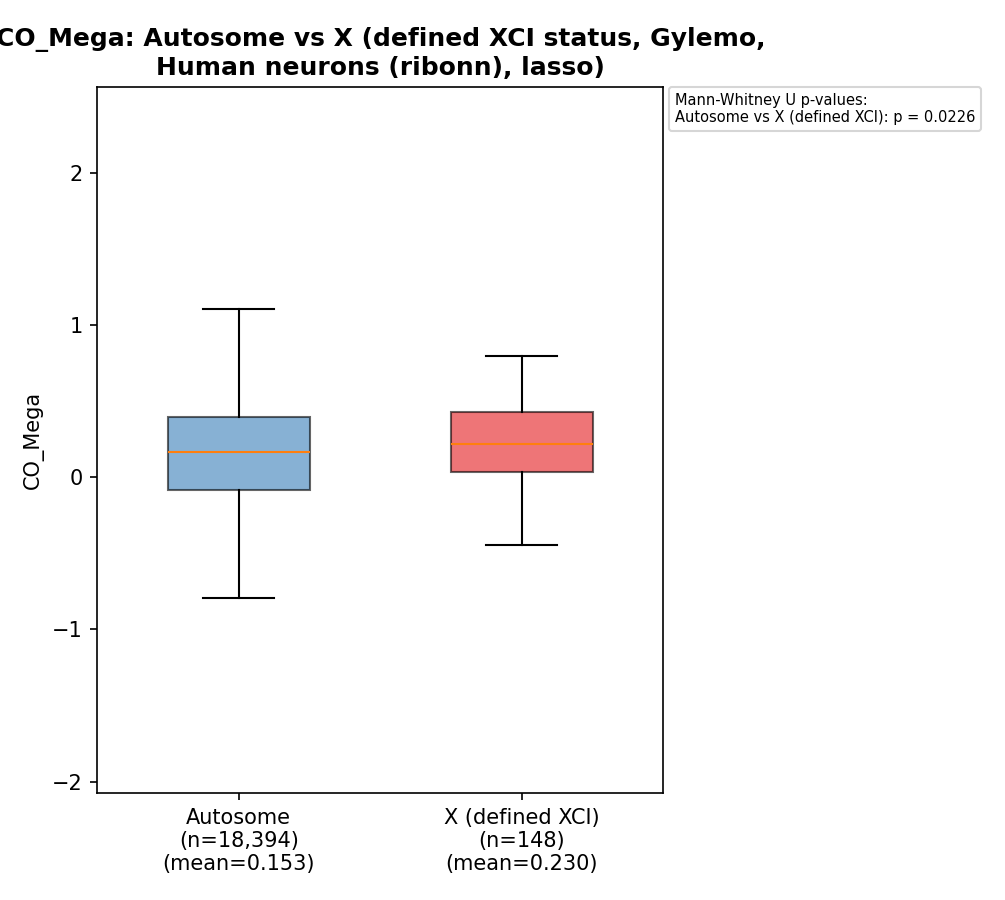 CO_Mega: Autosome vs X (defined XCI status, Gylemo,
Human neurons (ribonn), lasso)
Mann-Whitney U p-values:
Autosome vs X (defined XCI): p = 0.0226
CO_Mega
2
1
0
−1
−2
Autosome
(n=18,394)
(mean=0.153)
X (defined XCI)
(n=148)
(mean=0.230)